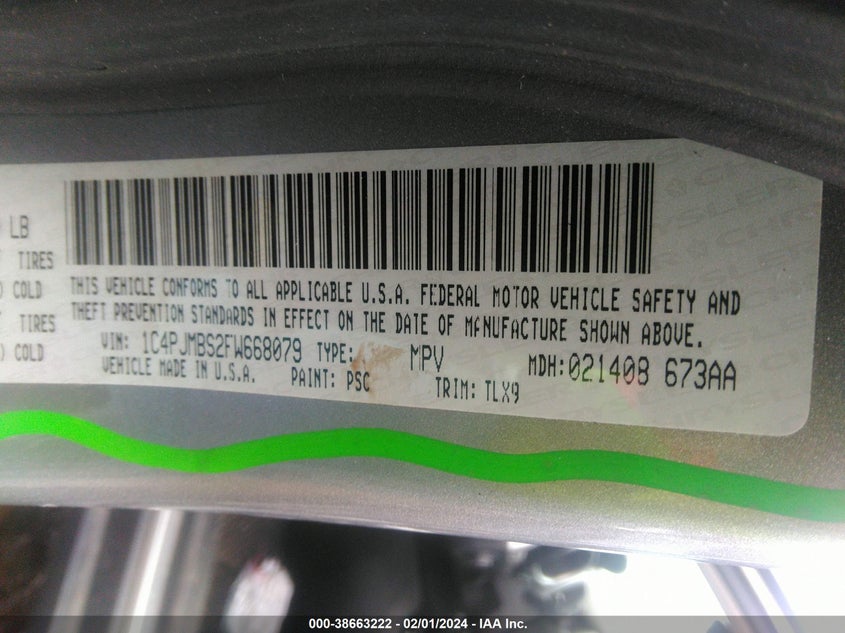 LB
TIRES
) COLD
TIRES
) COLD
THIS VEHICLE CONFORMS TO ALL APPLICABLE U.S.A. FEDERAL MOTOR VEHICLE SAFETY AND
THEFT PREVENTION STANDARDS IN EFFECT ON THE DATE OF MANUFACTURE SHOWN ABOVE.
VIN: 1C4PJMBS2FW668079 TYPE: MPV MDH:021408 673AA
VEHICLE MADE IN U.S.A. PAINT: PSC TRIM: TLX9
000-38663222 - 02/01/2024 - IAA Inc.